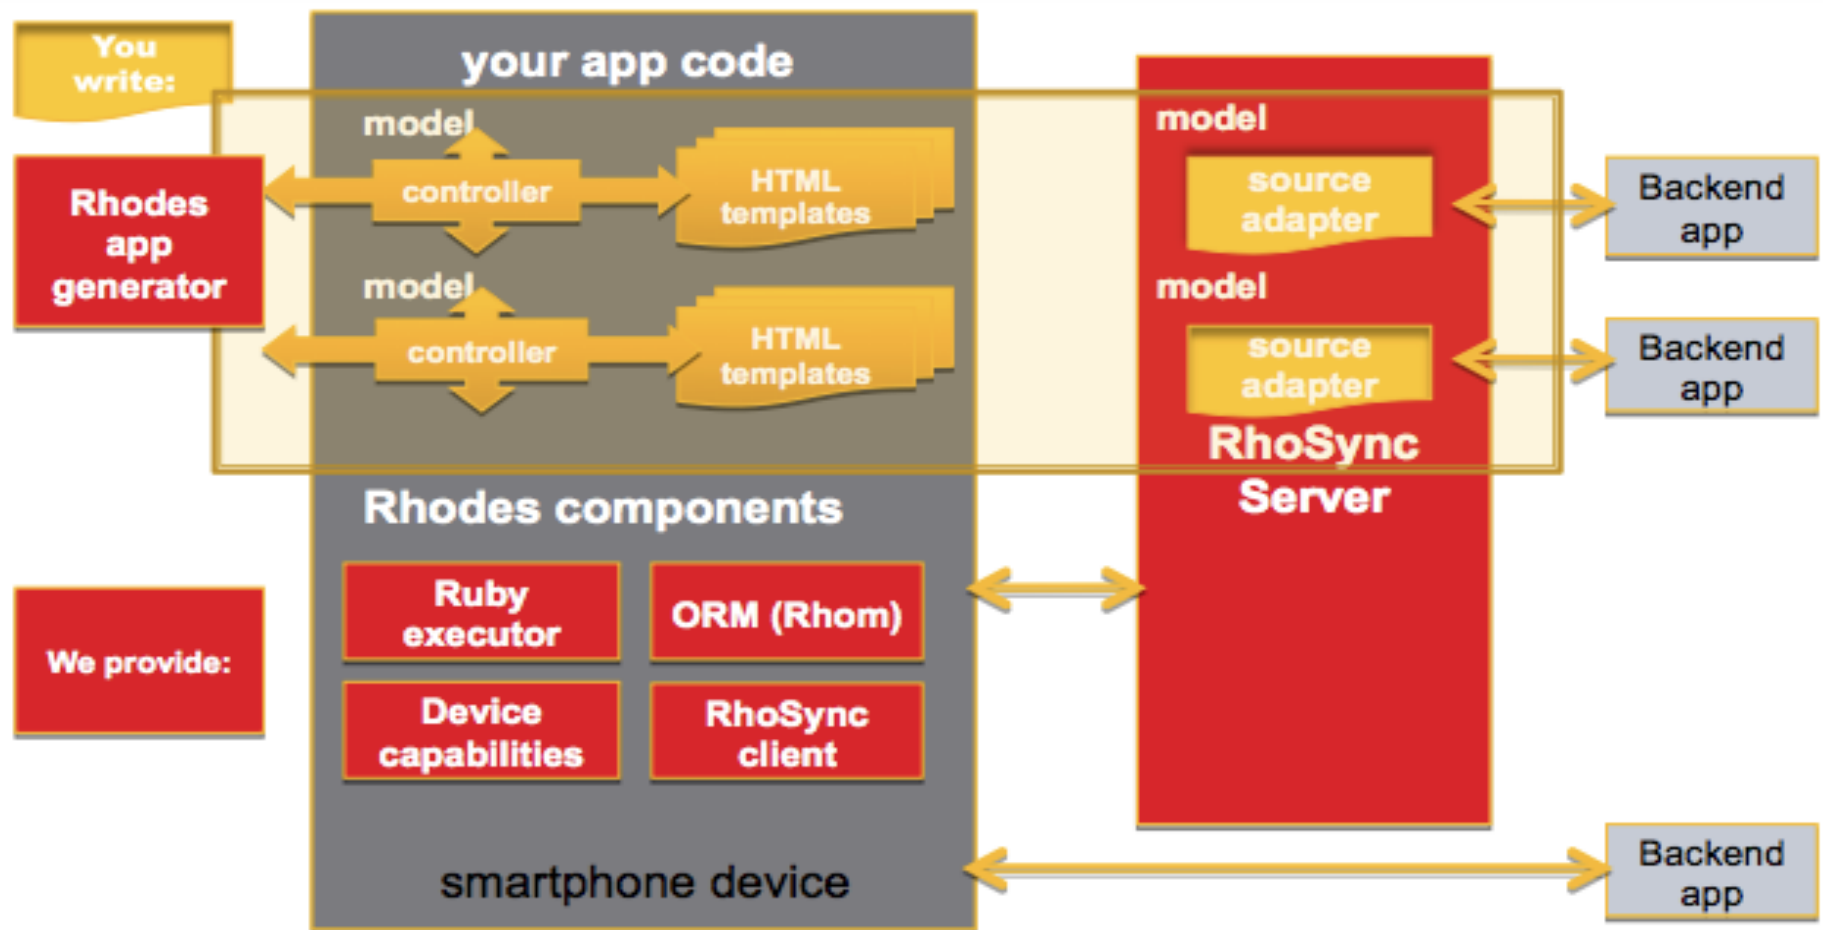 You
write:
your app code
model
controller
HTML
templates
model
controller
HTML
templates
Rhodes
app
generator
model
source
adapter
model
source
adapter
RhoSync
Server
Backend
app
Backend
app
Rhodes components
Ruby
executor
ORM (Rhom)
Device
capabilities
RhoSync
client
We provide:
smartphone device
Backend
app